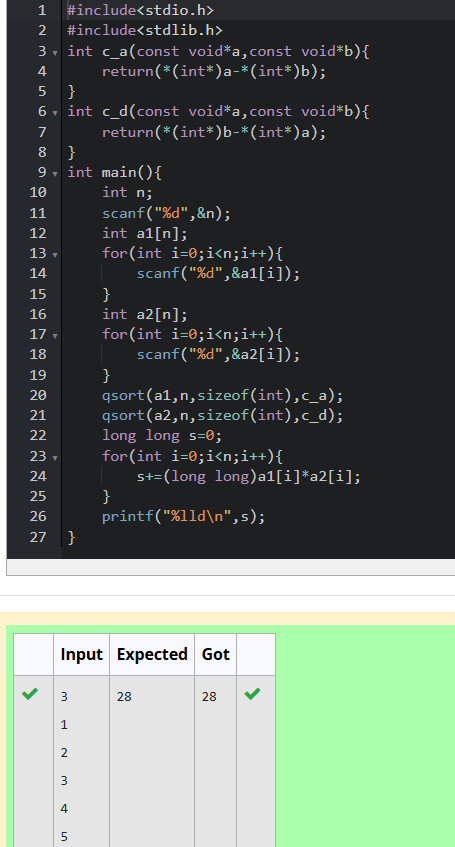 1 #include<stdio.h>
2 #include<stdlib.h>
3 int c_a(const void*a,const void*b){
4     return(*(int*)a-*(int*)b);
5 }
6 int c_d(const void*a,const void*b){
7     return(*(int*)b-*(int*)a);
8 }
9 int main(){
10     int n;
11     scanf("%d",&n);
12     int a1[n];
13     for(int i=0;i<n;i++){
14         scanf("%d",&a1[i]);
15     }
16     int a2[n];
17     for(int i=0;i<n;i++){
18         scanf("%d",&a2[i]);
19     }
20     qsort(a1,n,sizeof(int),c_a);
21     qsort(a2,n,sizeof(int),c_d);
22     long long s=0;
23     for(int i=0;i<n;i++){
24         s+=(long long)a1[i]*a2[i];
25     }
26     printf("%lld\n",s);
27 }
Input Expected Got
3 28 28
1
2
3
4
5